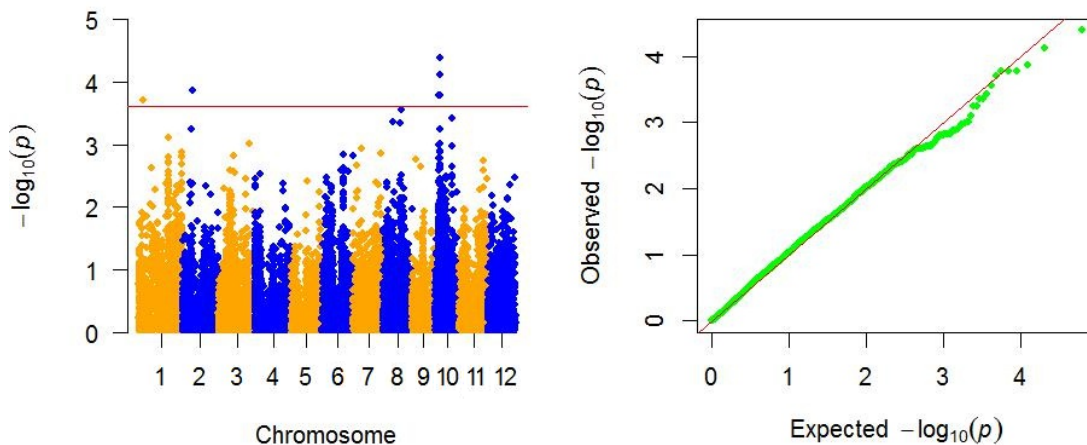 5
4
3
2
1
0
−log₁₀(p)
1 2 3 4 5 6 7 8 9 10 11 12
Chromosome
4
3
2
1
0
Observed −log₁₀(p)
0 1 2 3 4
Expected −log₁₀(p)